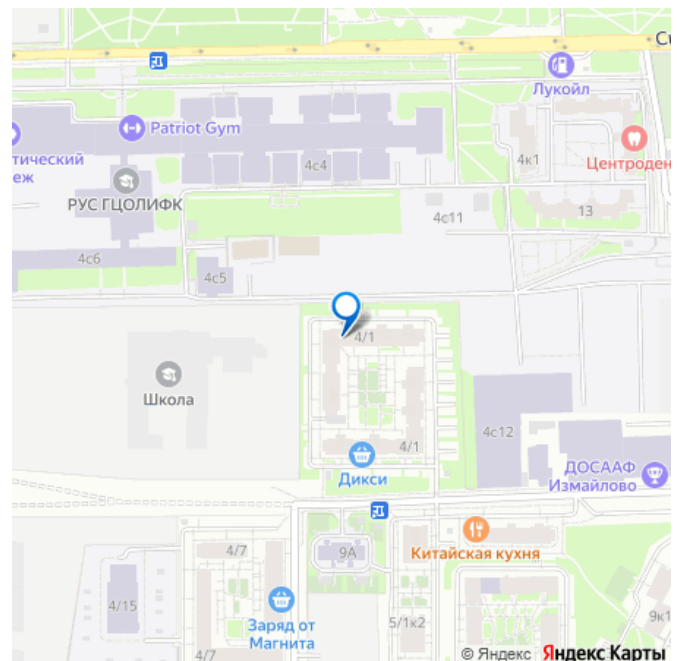 Лукойл
Patriot Gym
тический
еж
4с4
4к1
Центроден
РУС ГЦОЛИФК
4с11
13
4с6
4с5
4/1
Школа
4/1
4с12
Дикси
ДОСААФ
Измайлово
Китайская кухня
4/7
9А
4/15
Заряд от
Магнита
5/1к2
9к1
4/7
© Яндекс Яндекс Карты